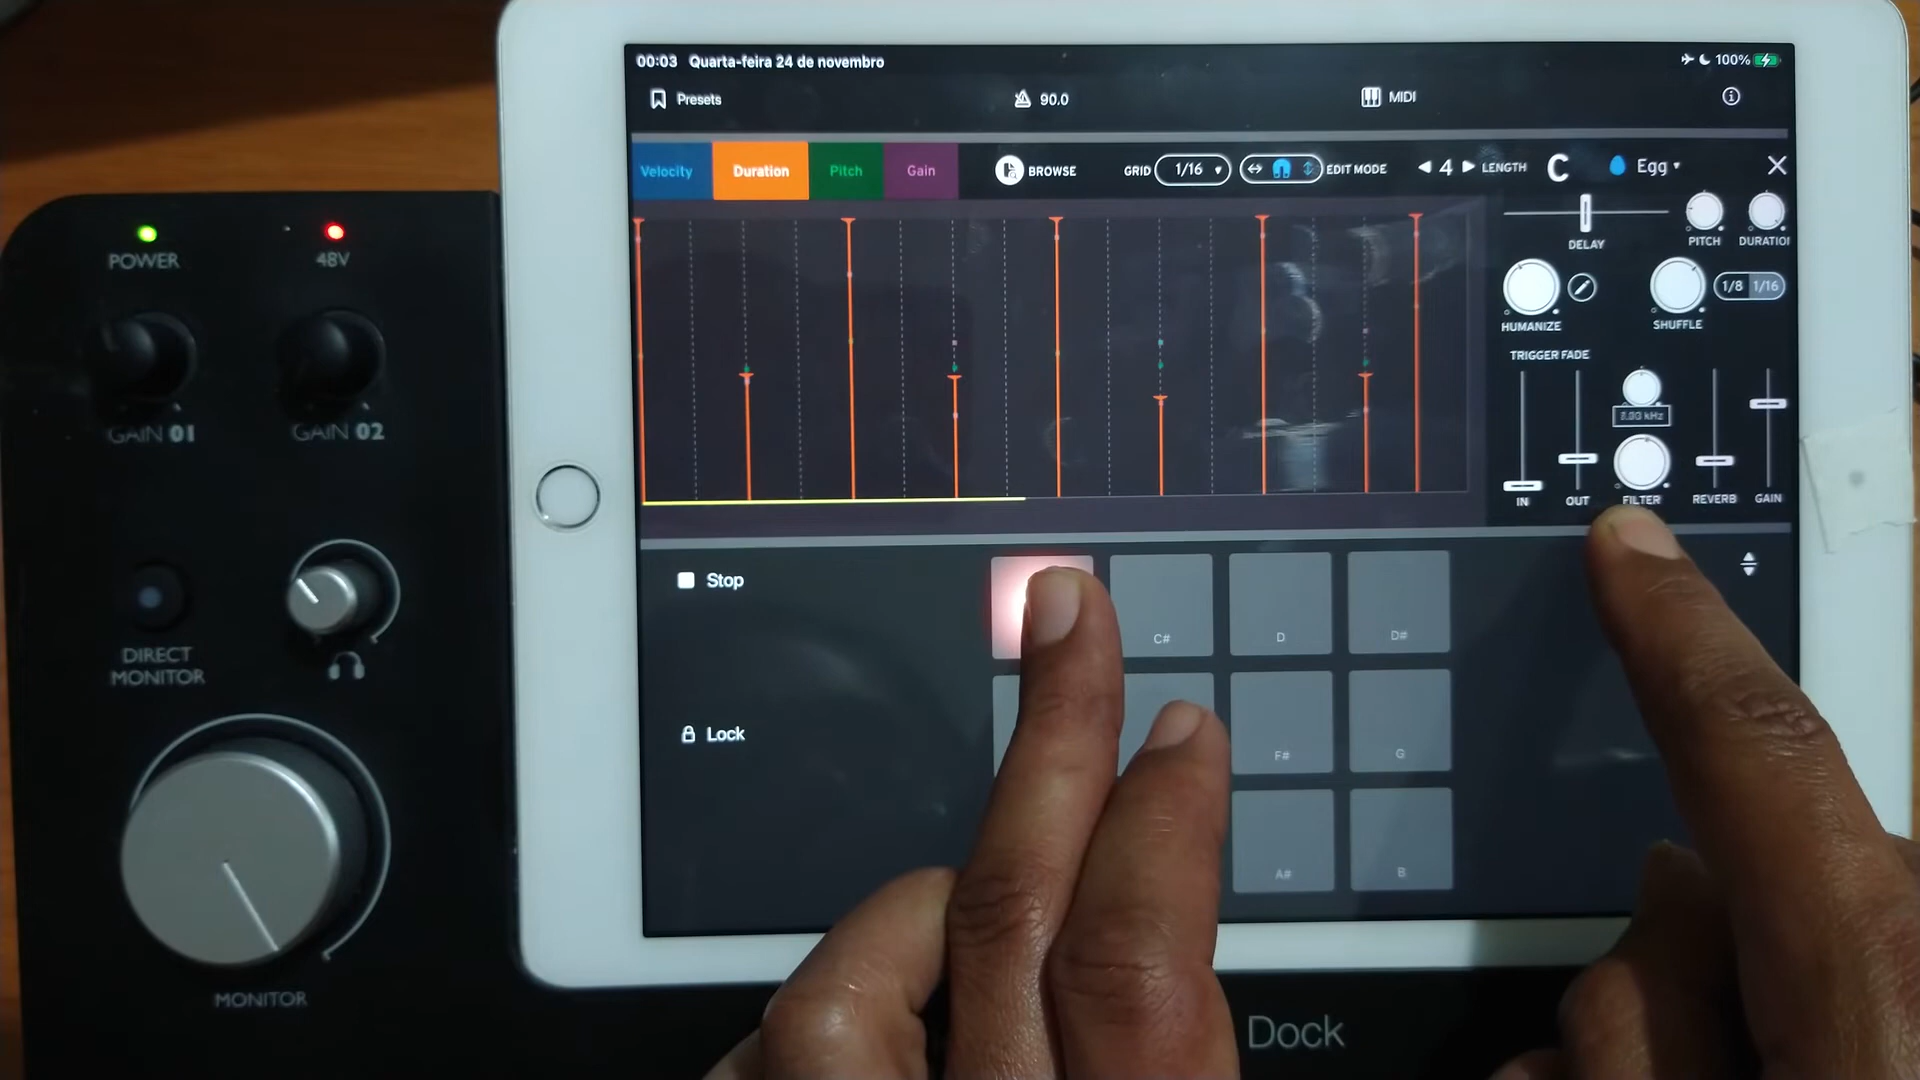 00:03 Quarta-feira 24 de novembro 100%
Presets 90.0 MIDI
Velocity Duration Pitch Gain BROWSE GRID 1/16 EDIT MODE 4 LENGTH C Egg
DELAY PITCH DURATIO
1/8 1/16
HUMANIZE SHUFFLE
TRIGGER FADE
kHz
IN OUT FILTER REVERB GAIN
Stop
C# D D#
Lock
F# G
A# B
POWER 48V
GAIN 01 GAIN 02
DIRECT
MONITOR
MONITOR
Dock